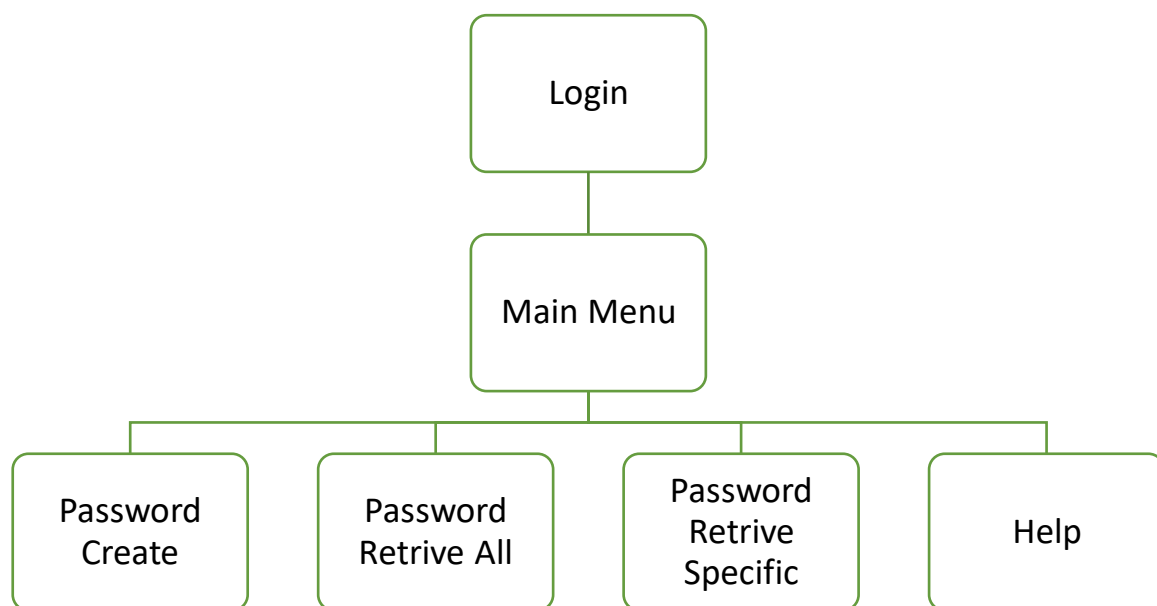 Login
Main Menu
Password
Create
Password
Retrive All
Password
Retrive
Specific
Help